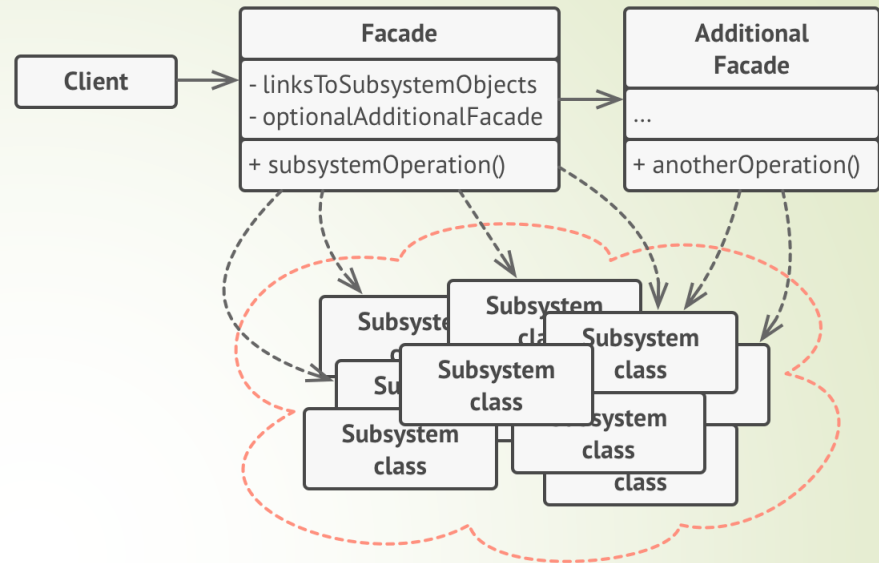 Facade
Additional
Facade
Client
- linksToSubsystemObjects
- optionalAdditionalFacade
...
+ subsystemOperation()
+ anotherOperation()
Subsystem
class
Subsystem
class
Subsystem
class
Subsystem
class
class